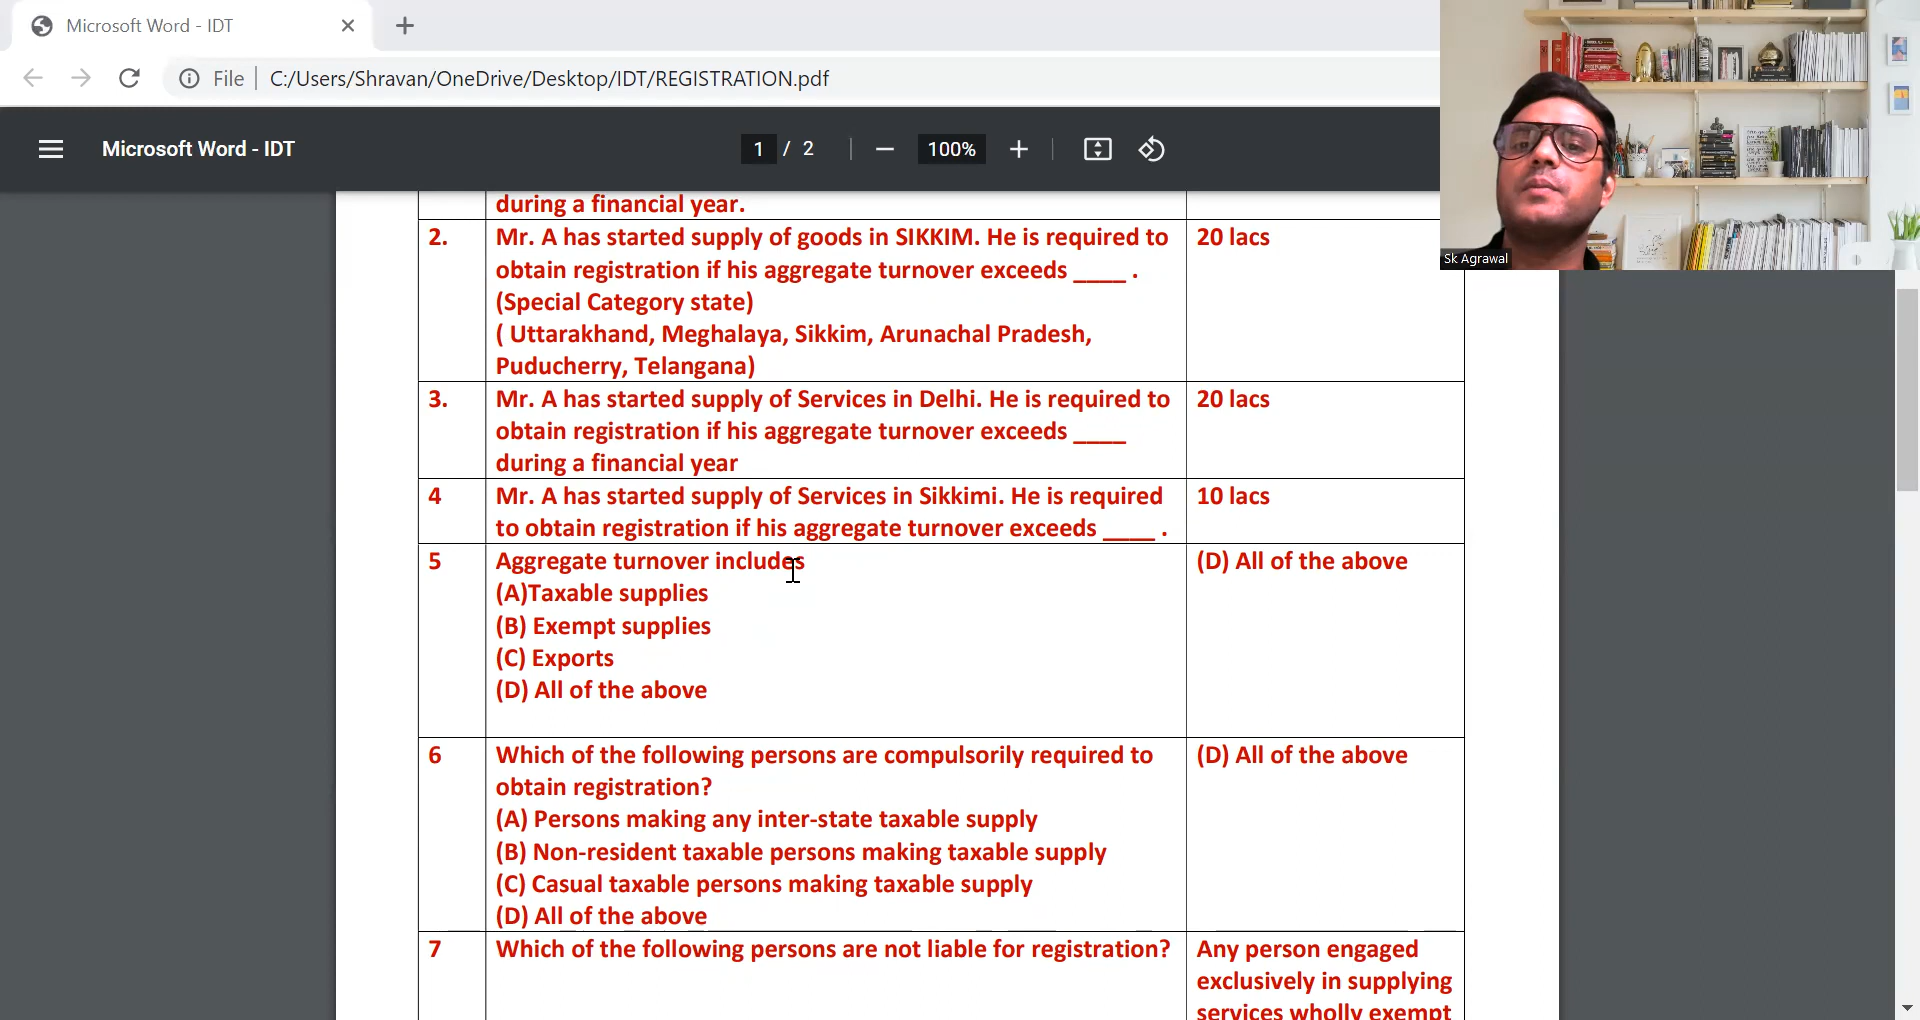 Microsoft Word - IDT
File C:/Users/Shravan/OneDrive/Desktop/IDT/REGISTRATION.pdf
Microsoft Word - IDT
1 / 2
100%
Sk Agrawal
during a financial year.
2. Mr. A has started supply of goods in SIKKIM. He is required to 20 lacs
obtain registration if his aggregate turnover exceeds ____ .
(Special Category state)
( Uttarakhand, Meghalaya, Sikkim, Arunachal Pradesh,
Puducherry, Telangana)
3. Mr. A has started supply of Services in Delhi. He is required to 20 lacs
obtain registration if his aggregate turnover exceeds ____
during a financial year
4 Mr. A has started supply of Services in Sikkimi. He is required 10 lacs
to obtain registration if his aggregate turnover exceeds ____ .
5 Aggregate turnover includes (D) All of the above
(A)Taxable supplies
(B) Exempt supplies
(C) Exports
(D) All of the above
6 Which of the following persons are compulsorily required to (D) All of the above
obtain registration?
(A) Persons making any inter-state taxable supply
(B) Non-resident taxable persons making taxable supply
(C) Casual taxable persons making taxable supply
(D) All of the above
7 Which of the following persons are not liable for registration? Any person engaged
exclusively in supplying
services wholly exempt